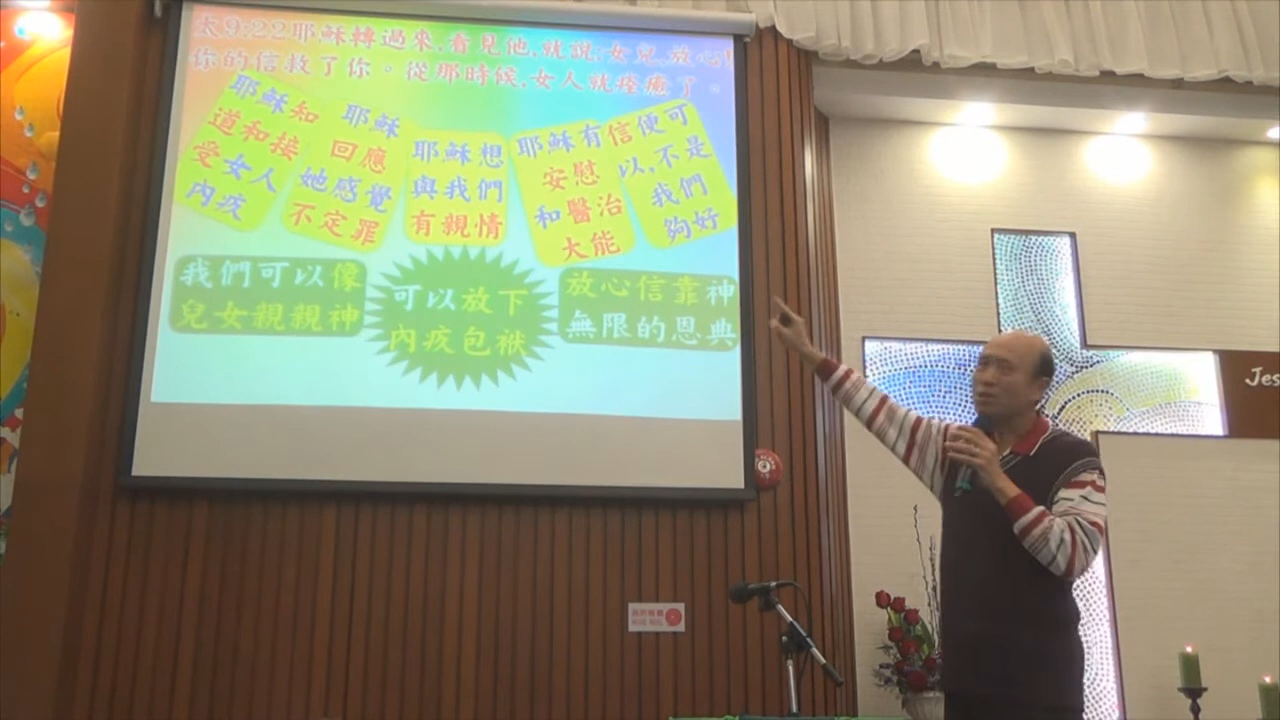 太9:22耶穌轉過來,看見他,就說:女兒,放心!
你的信救了你。從那時候,女人就痊癒了。
耶穌知
道和接
受女人
內疚
耶穌
回應
她感覺
不定罪
耶穌想
與我們
有親情
耶穌有
安慰
和醫治
大能
信便可
以,不是
我們
夠好
我們可以像
兒女親親神
可以放下
內疚包袱
放心信靠神
無限的恩典
Jes
HOSE REEL